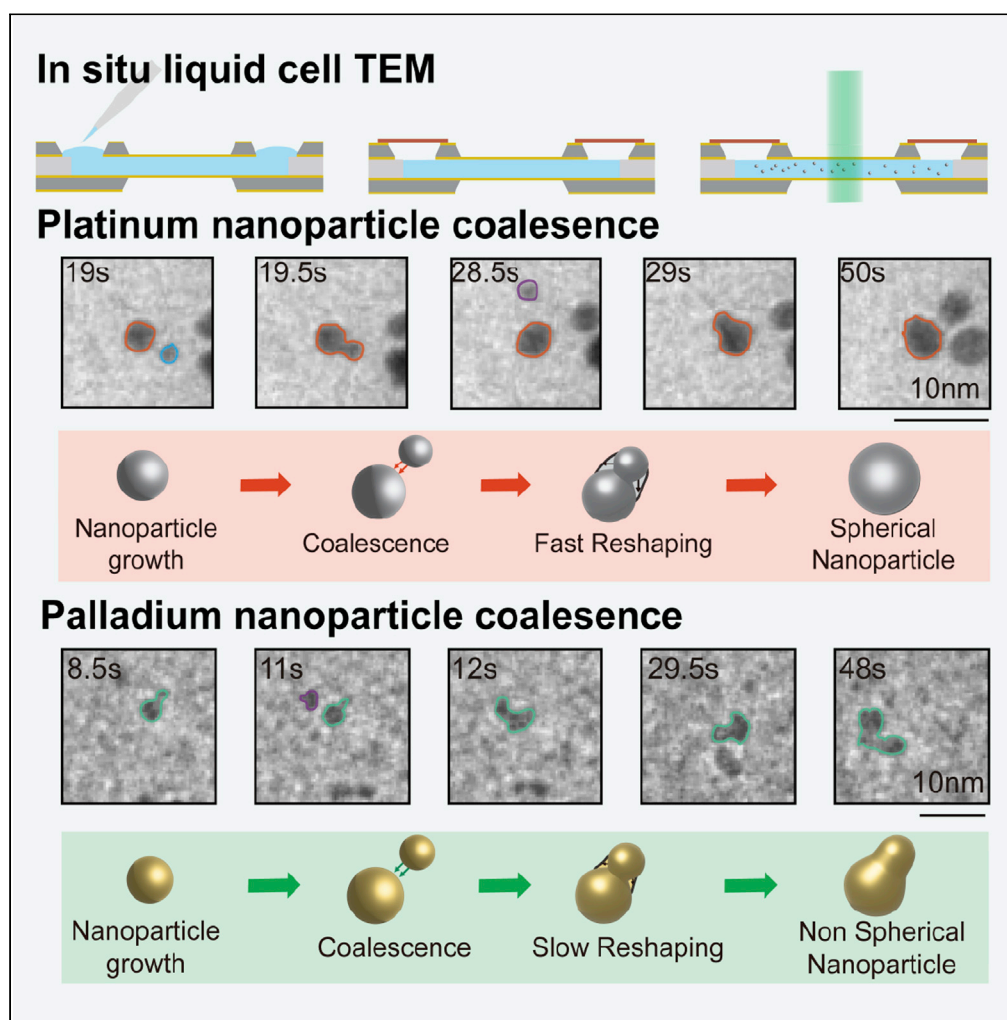 In situ liquid cell TEM
Platinum nanoparticle coalesence
19s
19.5s
28.5s
29s
50s
10nm
Nanoparticle
growth
Coalescence
Fast Reshaping
Spherical
Nanoparticle
Palladium nanoparticle coalesence
8.5s
11s
12s
29.5s
48s
10nm
Nanoparticle
growth
Coalescence
Slow Reshaping
Non Spherical
Nanoparticle